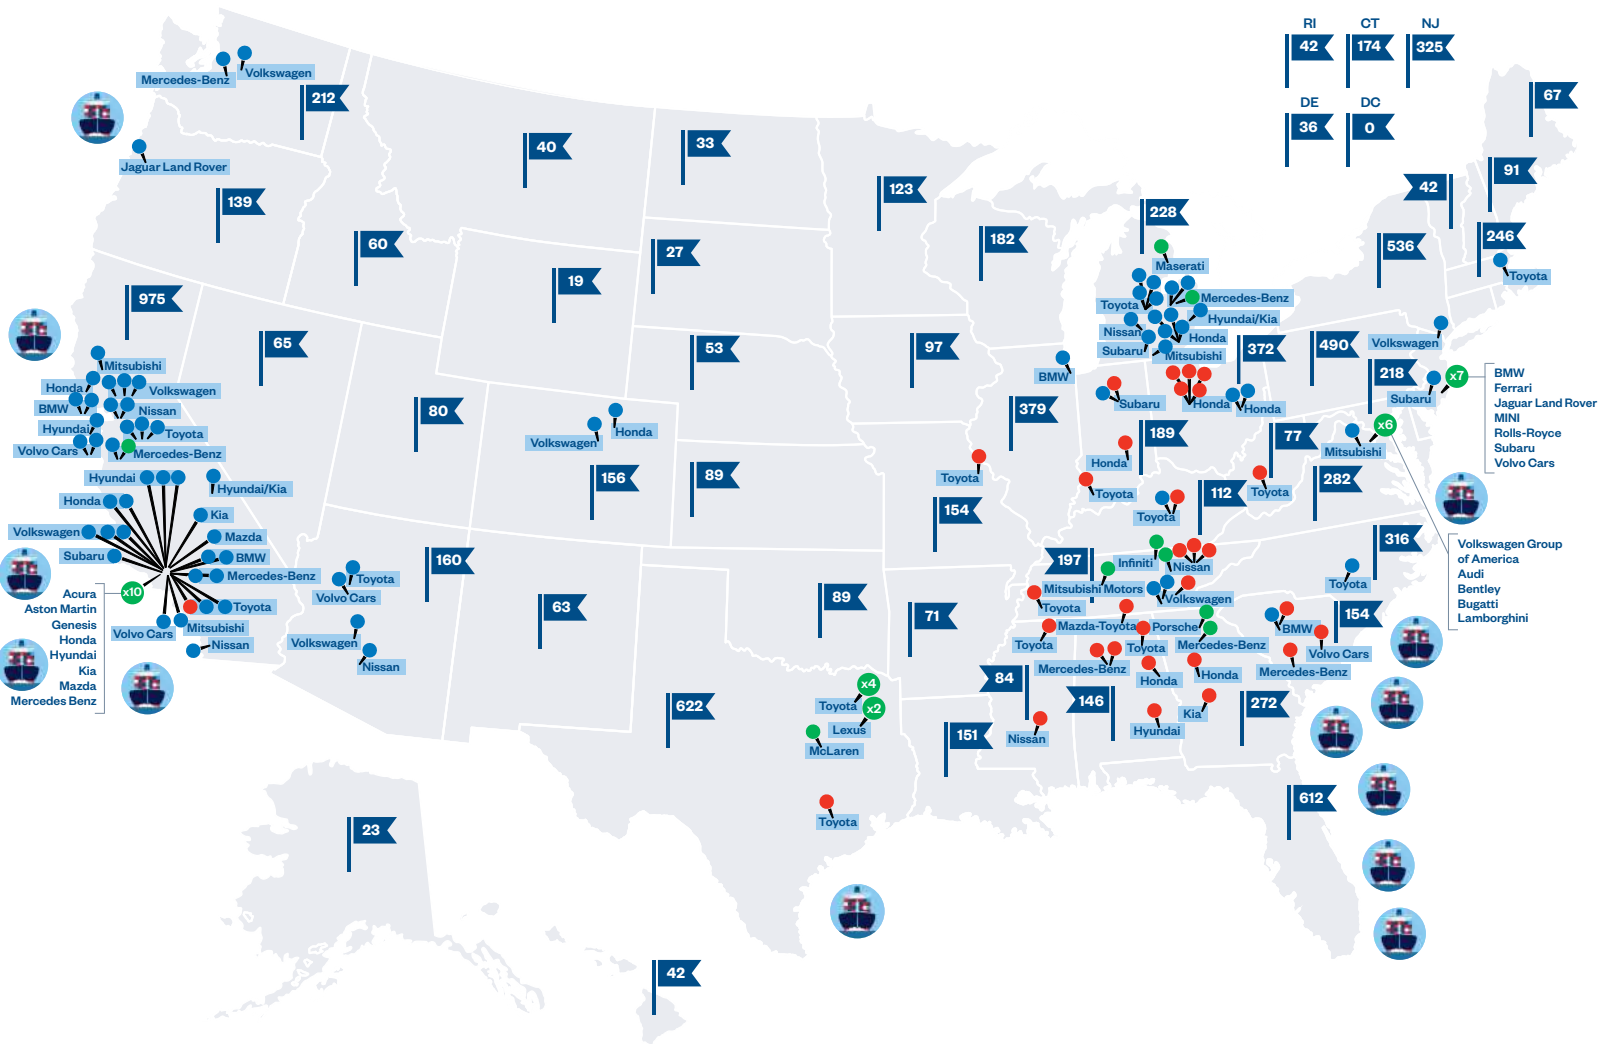 RI
CT
NJ
42
174
325
DE
DC
36
0
Mercedes-Benz
Volkswagen
212
Jaguar Land Rover
139
40
33
123
182
228
67
91
42
246
536
Toyota
60
19
27
975
65
53
97
Maserati
Toyota
Mercedes-Benz
Hyundai/Kia
Nissan
Honda
Subaru
Mitsubishi
372
490
Volkswagen
218
Subaru
x7
BMW
Ferrari
Jaguar Land Rover
MINI
Rolls-Royce
Subaru
Volvo Cars
Mitsubishi
Honda
Volkswagen
BMW
Nissan
Hyundai
Toyota
Volvo Cars
Mercedes-Benz
80
Volkswagen
Honda
156
89
BMW
379
Subaru
Honda
Honda
189
Honda
77
x6
Mitsubishi
282
Toyota
Toyota
Toyota
154
Toyota
112
Hyundai
Hyundai/Kia
Honda
Kia
Volkswagen
Mazda
Subaru
BMW
Mercedes-Benz
x10
Toyota
Volvo Cars
Mitsubishi
Nissan
Acura
Aston Martin
Genesis
Honda
Hyundai
Kia
Mazda
Mercedes Benz
Toyota
Volvo Cars
Volkswagen
Nissan
160
63
89
71
197
Infiniti
Nissan
Mitsubishi Motors
Volkswagen
316
Toyota
Volkswagen Group
of America
Audi
Bentley
Bugatti
Lamborghini
Toyota
Mazda-Toyota
Porsche
BMW
154
Toyota
Toyota
Mercedes-Benz
Volvo Cars
Mercedes-Benz
Honda
Honda
Mercedes-Benz
84
146
Kia
272
Nissan
Hyundai
622
x4
Toyota
x2
Lexus
McLaren
151
Toyota
612
23
42